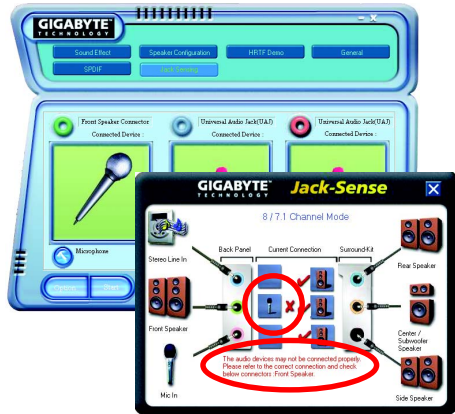 GIGABYTE™
TECHNOLOGY
Sound Effect
Speaker Configuration
HRTF Demo
General
SPDIF
Jack Sensing
Front Speaker Connector
Connected Device :
Universal Audio Jack(UAJ)
Connected Device :
Universal Audio Jack(UAJ)
Connected Device :
Microphone
Option
Start
GIGABYTE™
TECHNOLOGY
Jack-Sense
X
8 / 7.1 Channel Mode
Back Panel
Current Connection
Surround-Kit
Stereo Line In
Front Speaker
Mic In
Rear Speaker
Center /
Subwoofer
Speaker
Side Speaker
The audio devices may not be connected properly.
Please refer to the correct connection and check
below connectors :Front Speaker.